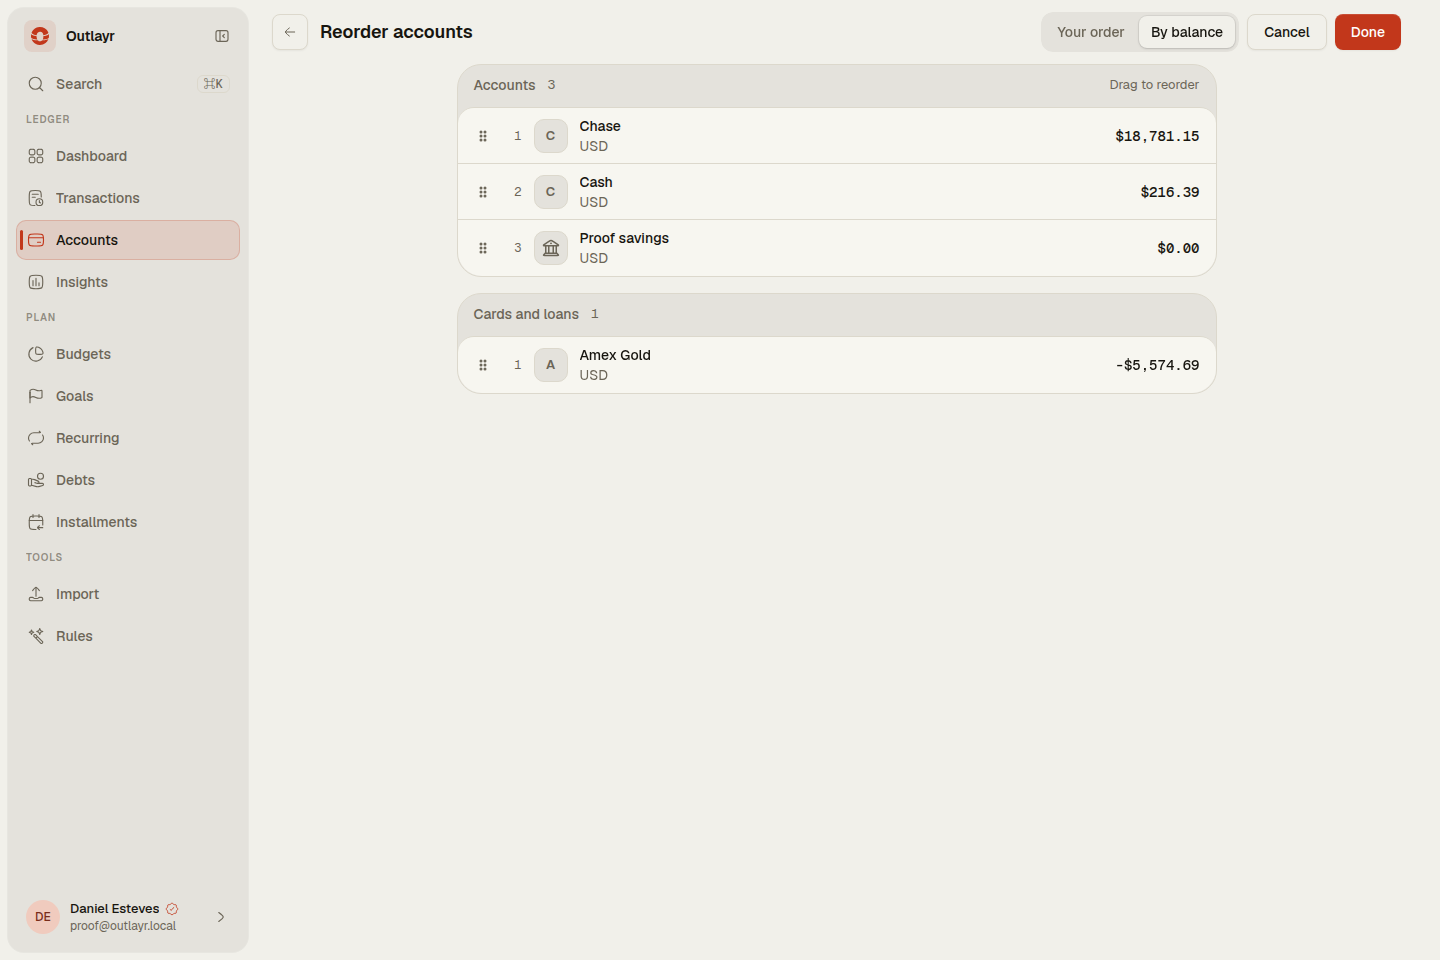 Outlayr
Search ⌘K
LEDGER
Dashboard
Transactions
Accounts
Insights
PLAN
Budgets
Goals
Recurring
Debts
Installments
TOOLS
Import
Rules
DE
Daniel Esteves
proof@outlayr.local
Reorder accounts
Your order
By balance
Cancel
Done
Accounts 3
Drag to reorder
1 C Chase
USD
$18,781.15
2 C Cash
USD
$216.39
3 Proof savings
USD
$0.00
Cards and loans 1
1 A Amex Gold
USD
-$5,574.69